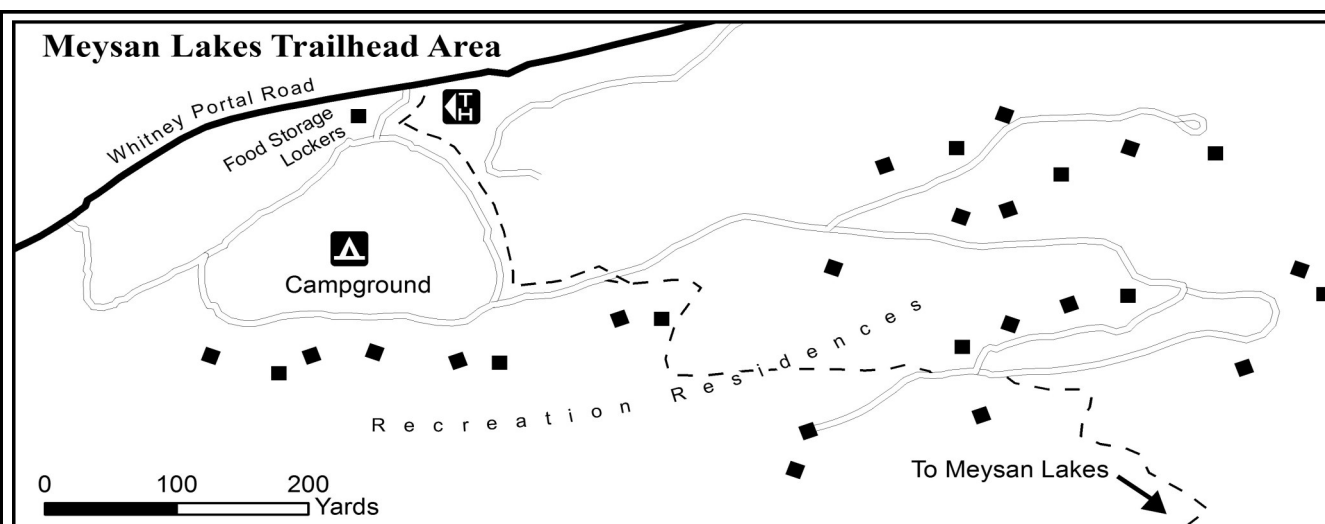 Meysan Lakes Trailhead Area
Whitney Portal Road
Food Storage
Lockers
TH
Campground
Recreation Residences
To Meysan Lakes
0 100 200
Yards